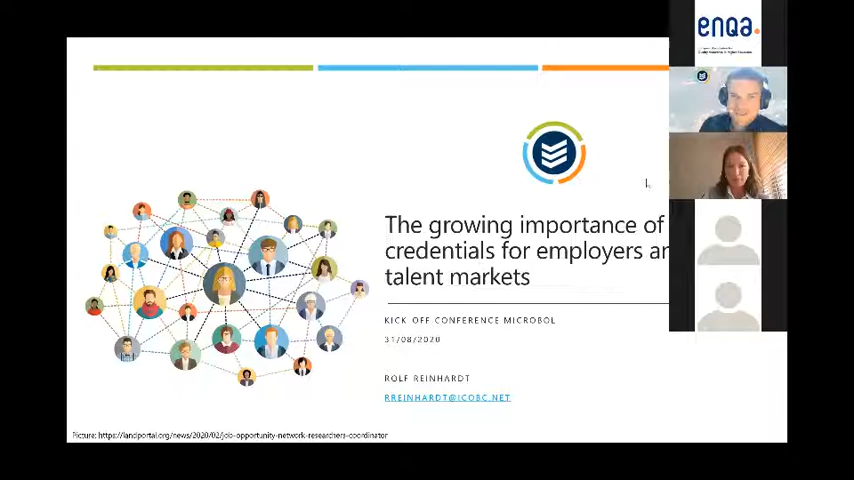 enqa.
The growing importance of
credentials for employers ar
talent markets
KICK OFF CONFERENCE MICROBOL
31/08/2020
ROLF REINHARDT
RREINHARDT@ICOBC.NET
Picture: https://landportal.org/news/2020/02/job-opportunity-network-researchers-coordinator